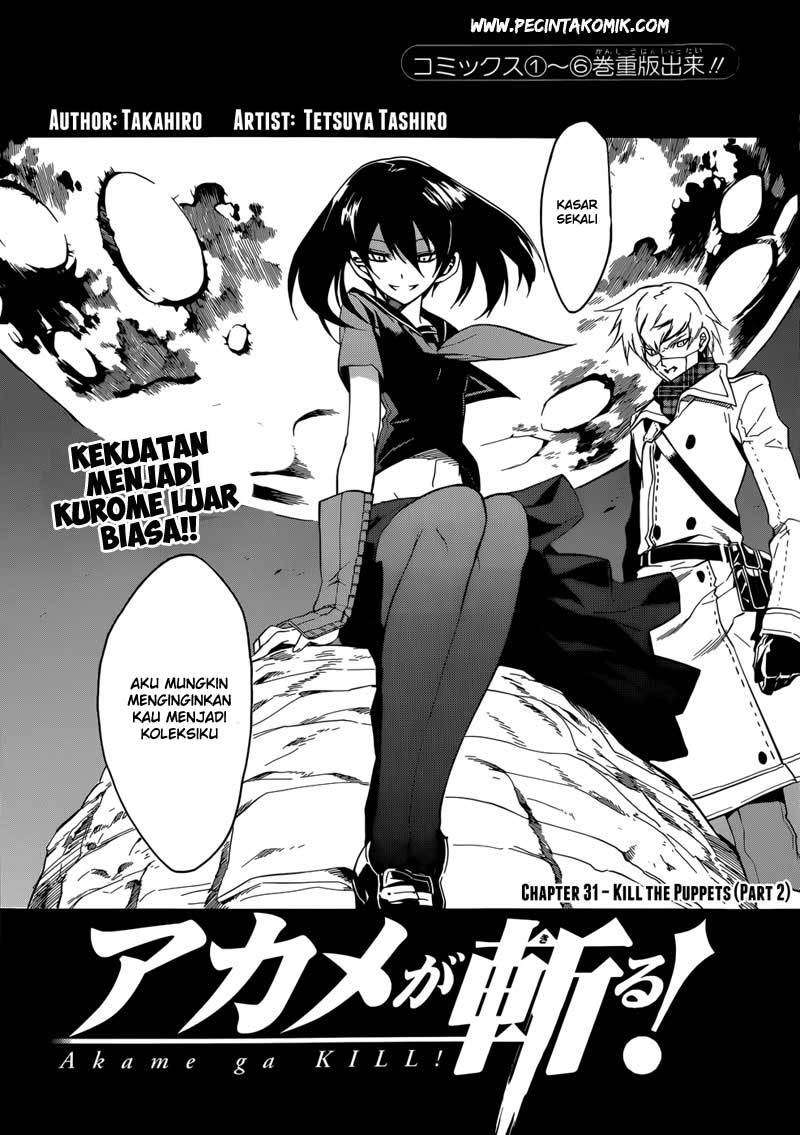 www.pecintakomik.com
コミックス①～⑥巻重版出来!!
Author: Takahiro Artist: Tetsuya Tashiro
KASAR
SEKALI
KEKUATAN
MENJADI
KUROME LUAR
BIASA!!
AKU MUNGKIN
MENGINGINKAN
KAU MENJADI
KOLEKSIKU
Chapter 31 – Kill the Puppets (Part 2)
アカメが斬る!
Akame ga KILL!